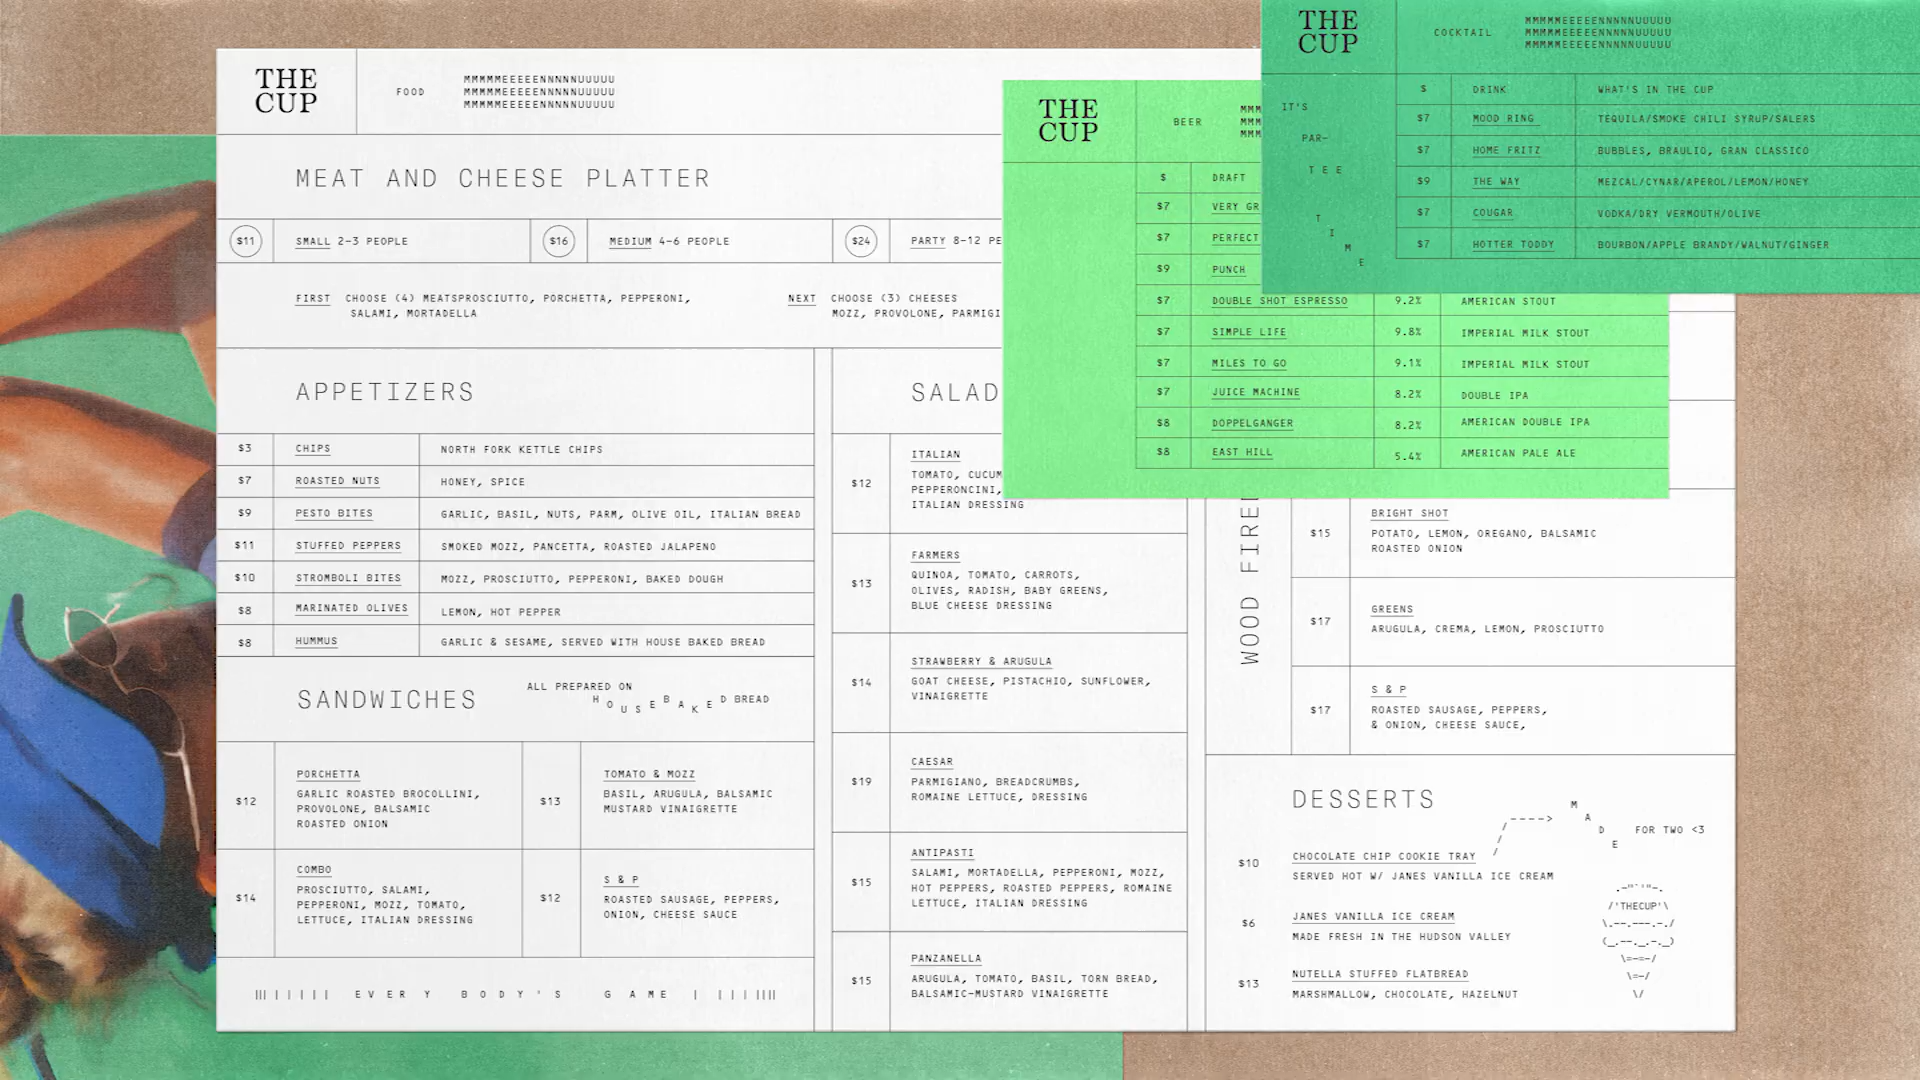 THE
CUP
FOOD
MMMMMEEEEENNNNNUUUUU
MMMMMEEEEENNNNNUUUUU
MMMMMEEEEENNNNNUUUUU
MEAT AND CHEESE PLATTER
$11 SMALL 2-3 PEOPLE
$16 MEDIUM 4-6 PEOPLE
$24 PARTY 8-12 PE
FIRST CHOOSE (4) MEATSPROSCIUTTO, PORCHETTA, PEPPERONI,
SALAMI, MORTADELLA
NEXT CHOOSE (3) CHEESES
MOZZ, PROVOLONE, PARMIGI
APPETIZERS
$3 CHIPS NORTH FORK KETTLE CHIPS
$7 ROASTED NUTS HONEY, SPICE
$9 PESTO BITES GARLIC, BASIL, NUTS, PARM, OLIVE OIL, ITALIAN BREAD
$11 STUFFED PEPPERS SMOKED MOZZ, PANCETTA, ROASTED JALAPENO
$10 STROMBOLI BITES MOZZ, PROSCIUTTO, PEPPERONI, BAKED DOUGH
$8 MARINATED OLIVES LEMON, HOT PEPPER
$8 HUMMUS GARLIC & SESAME, SERVED WITH HOUSE BAKED BREAD
SANDWICHES
ALL PREPARED ON
HOUSEBAKED BREAD
$12 PORCHETTA
GARLIC ROASTED BROCOLLINI,
PROVOLONE, BALSAMIC
ROASTED ONION
$13 TOMATO & MOZZ
BASIL, ARUGULA, BALSAMIC
MUSTARD VINAIGRETTE
$14 COMBO
PROSCIUTTO, SALAMI,
PEPPERONI, MOZZ, TOMATO,
LETTUCE, ITALIAN DRESSING
$12 S & P
ROASTED SAUSAGE, PEPPERS,
ONION, CHEESE SAUCE
||| | | | | | EVERY BODY'S GAME | | | | |||||
SALAD
$12 ITALIAN
TOMATO, CUCUM
PEPPERONCINI,
ITALIAN DRESSING
$13 FARMERS
QUINOA, TOMATO, CARROTS,
OLIVES, RADISH, BABY GREENS,
BLUE CHEESE DRESSING
$14 STRAWBERRY & ARUGULA
GOAT CHEESE, PISTACHIO, SUNFLOWER,
VINAIGRETTE
$19 CAESAR
PARMIGIANO, BREADCRUMBS,
ROMAINE LETTUCE, DRESSING
$15 ANTIPASTI
SALAMI, MORTADELLA, PEPPERONI, MOZZ,
HOT PEPPERS, ROASTED PEPPERS, ROMAINE
LETTUCE, ITALIAN DRESSING
$15 PANZANELLA
ARUGULA, TOMATO, BASIL, TORN BREAD,
BALSAMIC-MUSTARD VINAIGRETTE
WOOD FIRED
$15 BRIGHT SHOT
POTATO, LEMON, OREGANO, BALSAMIC
ROASTED ONION
$17 GREENS
ARUGULA, CREMA, LEMON, PROSCIUTTO
$17 S & P
ROASTED SAUSAGE, PEPPERS,
& ONION, CHEESE SAUCE,
DESSERTS
----> MADE FOR TWO <3
$10 CHOCOLATE CHIP COOKIE TRAY
SERVED HOT W/ JANES VANILLA ICE CREAM
$6 JANES VANILLA ICE CREAM
MADE FRESH IN THE HUDSON VALLEY
$13 NUTELLA STUFFED FLATBREAD
MARSHMALLOW, CHOCOLATE, HAZELNUT
/'THECUP'\
THE
CUP
BEER
MMM
MMM
MMM
$ DRAFT
$7 VERY GR
$7 PERFECT
$9 PUNCH
$7 DOUBLE SHOT ESPRESSO 9.2% AMERICAN STOUT
$7 SIMPLE LIFE 9.8% IMPERIAL MILK STOUT
$7 MILES TO GO 9.1% IMPERIAL MILK STOUT
$7 JUICE MACHINE 8.2% DOUBLE IPA
$8 DOPPELGANGER 8.2% AMERICAN DOUBLE IPA
$8 EAST HILL 5.4% AMERICAN PALE ALE
THE
CUP
COCKTAIL
MMMMMEEEEENNNNNUUUUU
MMMMMEEEEENNNNNUUUUU
MMMMMEEEEENNNNNUUUUU
IT'S
PAR-
TEE
TIME
$ DRINK WHAT'S IN THE CUP
$7 MOOD RING TEQUILA/SMOKE CHILI SYRUP/SALERS
$7 HOME FRITZ BUBBLES, BRAULIO, GRAN CLASSICO
$9 THE WAY MEZCAL/CYNAR/APEROL/LEMON/HONEY
$7 COUGAR VODKA/DRY VERMOUTH/OLIVE
$7 HOTTER TODDY BOURBON/APPLE BRANDY/WALNUT/GINGER